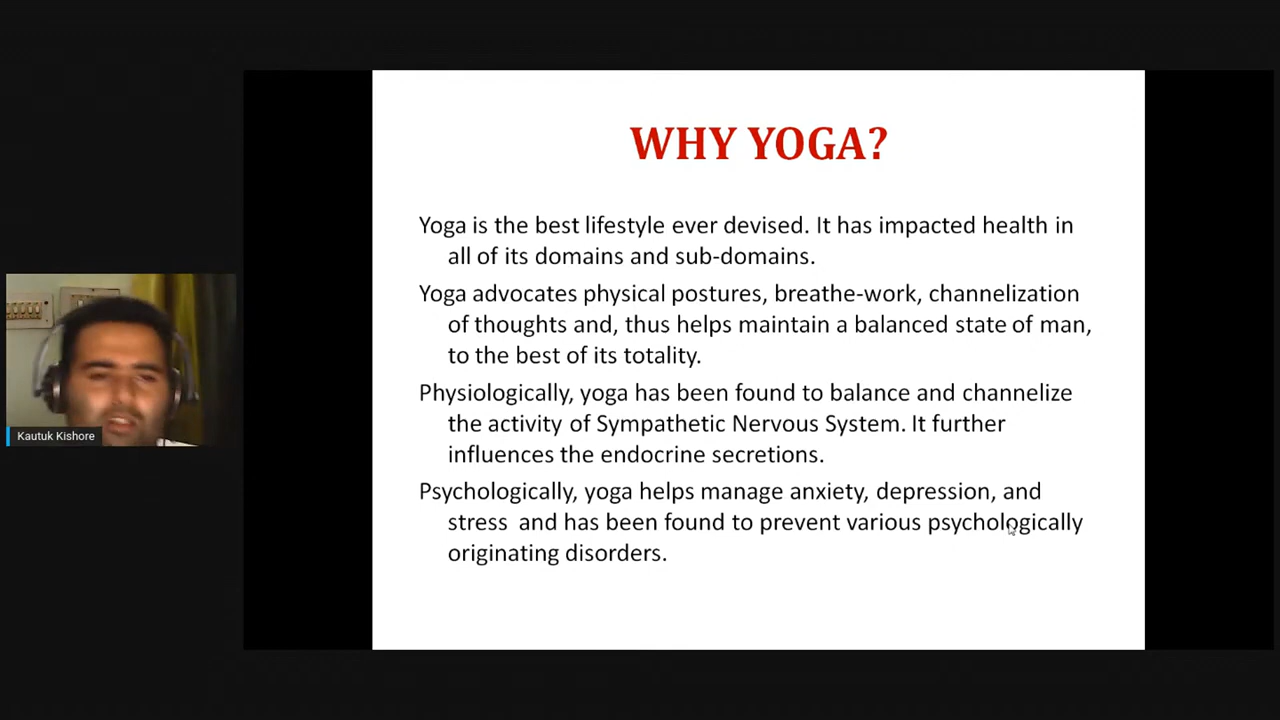 WHY YOGA?
Yoga is the best lifestyle ever devised. It has impacted health in
all of its domains and sub-domains.
Yoga advocates physical postures, breathe-work, channelization
of thoughts and, thus helps maintain a balanced state of man,
to the best of its totality.
Physiologically, yoga has been found to balance and channelize
the activity of Sympathetic Nervous System. It further
influences the endocrine secretions.
Psychologically, yoga helps manage anxiety, depression, and
stress and has been found to prevent various psychologically
originating disorders.
Kautuk Kishore